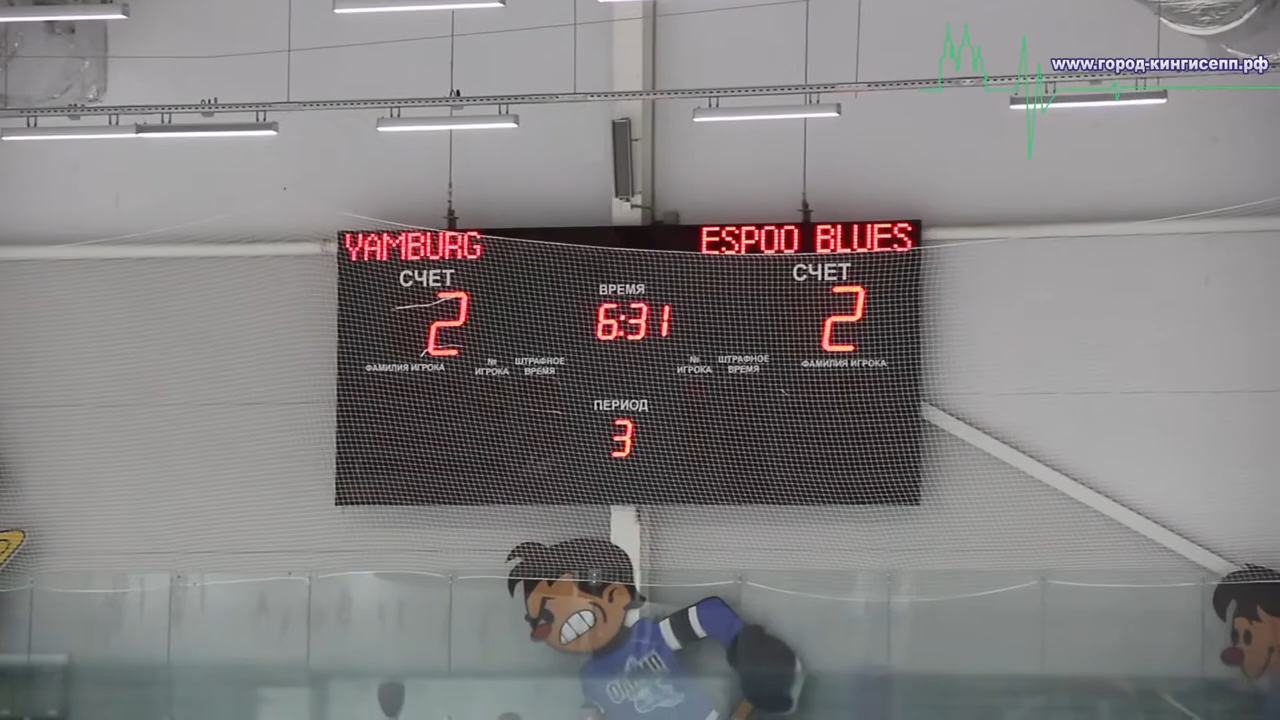 www.город-кингисепп.рф
YAMBURG
ESPOO BLUES
СЧЕТ
СЧЕТ
ВРЕМЯ
2
6:31
2
ФАМИЛИЯ ИГРОКА
№ ИГРОКА
ШТРАФНОЕ ВРЕМЯ
№ ИГРОКА
ШТРАФНОЕ ВРЕМЯ
ФАМИЛИЯ ИГРОКА
ПЕРИОД
3